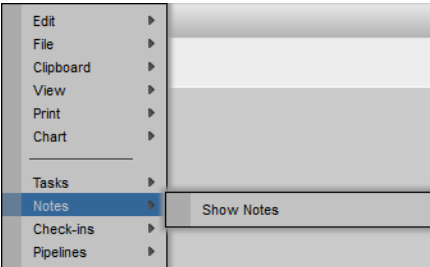 Edit
File
Clipboard
View
Print
Chart
Tasks
Notes
Show Notes
Check-ins
Pipelines